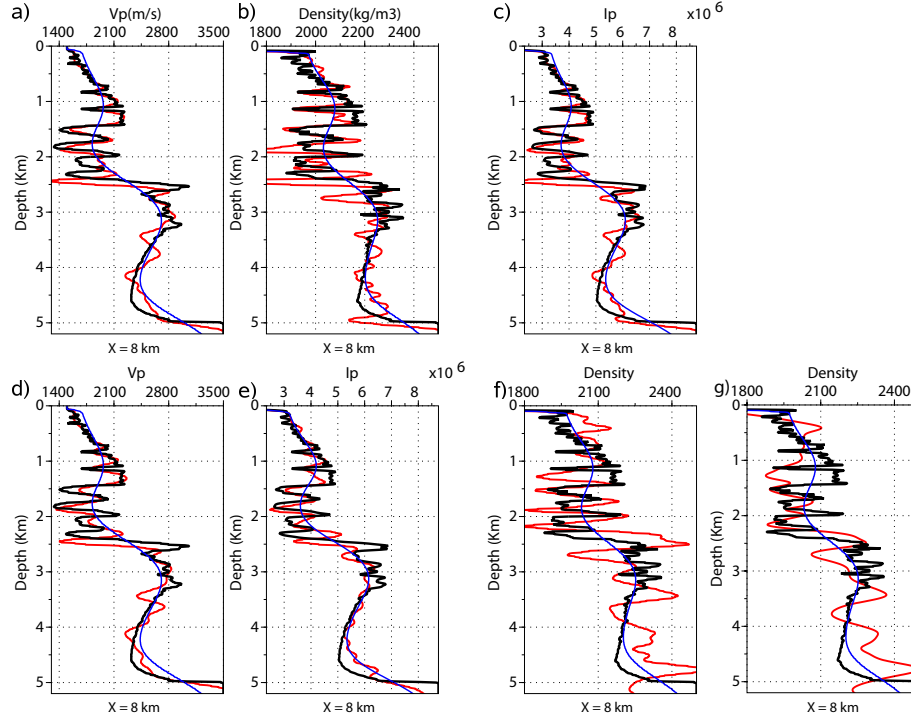 a) Vp(m/s) b) Density(kg/m3) c) Ip x10 6
1400 2100 2800 3500 1800 2000 2200 2400 3 4 5 6 7 8
0 0 0
1 1 1
2 2 2
3 3 3
4 4 4
5 5 5
Depth (Km) Depth (Km) Depth (Km)
X = 8 km X = 8 km X = 8 km
d) Vp e) Ip x10 6 f) Density g) Density
1400 2100 2800 3500 3 4 5 6 7 8 1800 2100 2400 1800 2100 2400
0 0 0 0
1 1 1 1
2 2 2 2
3 3 3 3
4 4 4 4
5 5 5 5
Depth (Km) Depth (Km) Depth (Km) Depth (Km)
X = 8 km X = 8 km X = 8 km X = 8 km